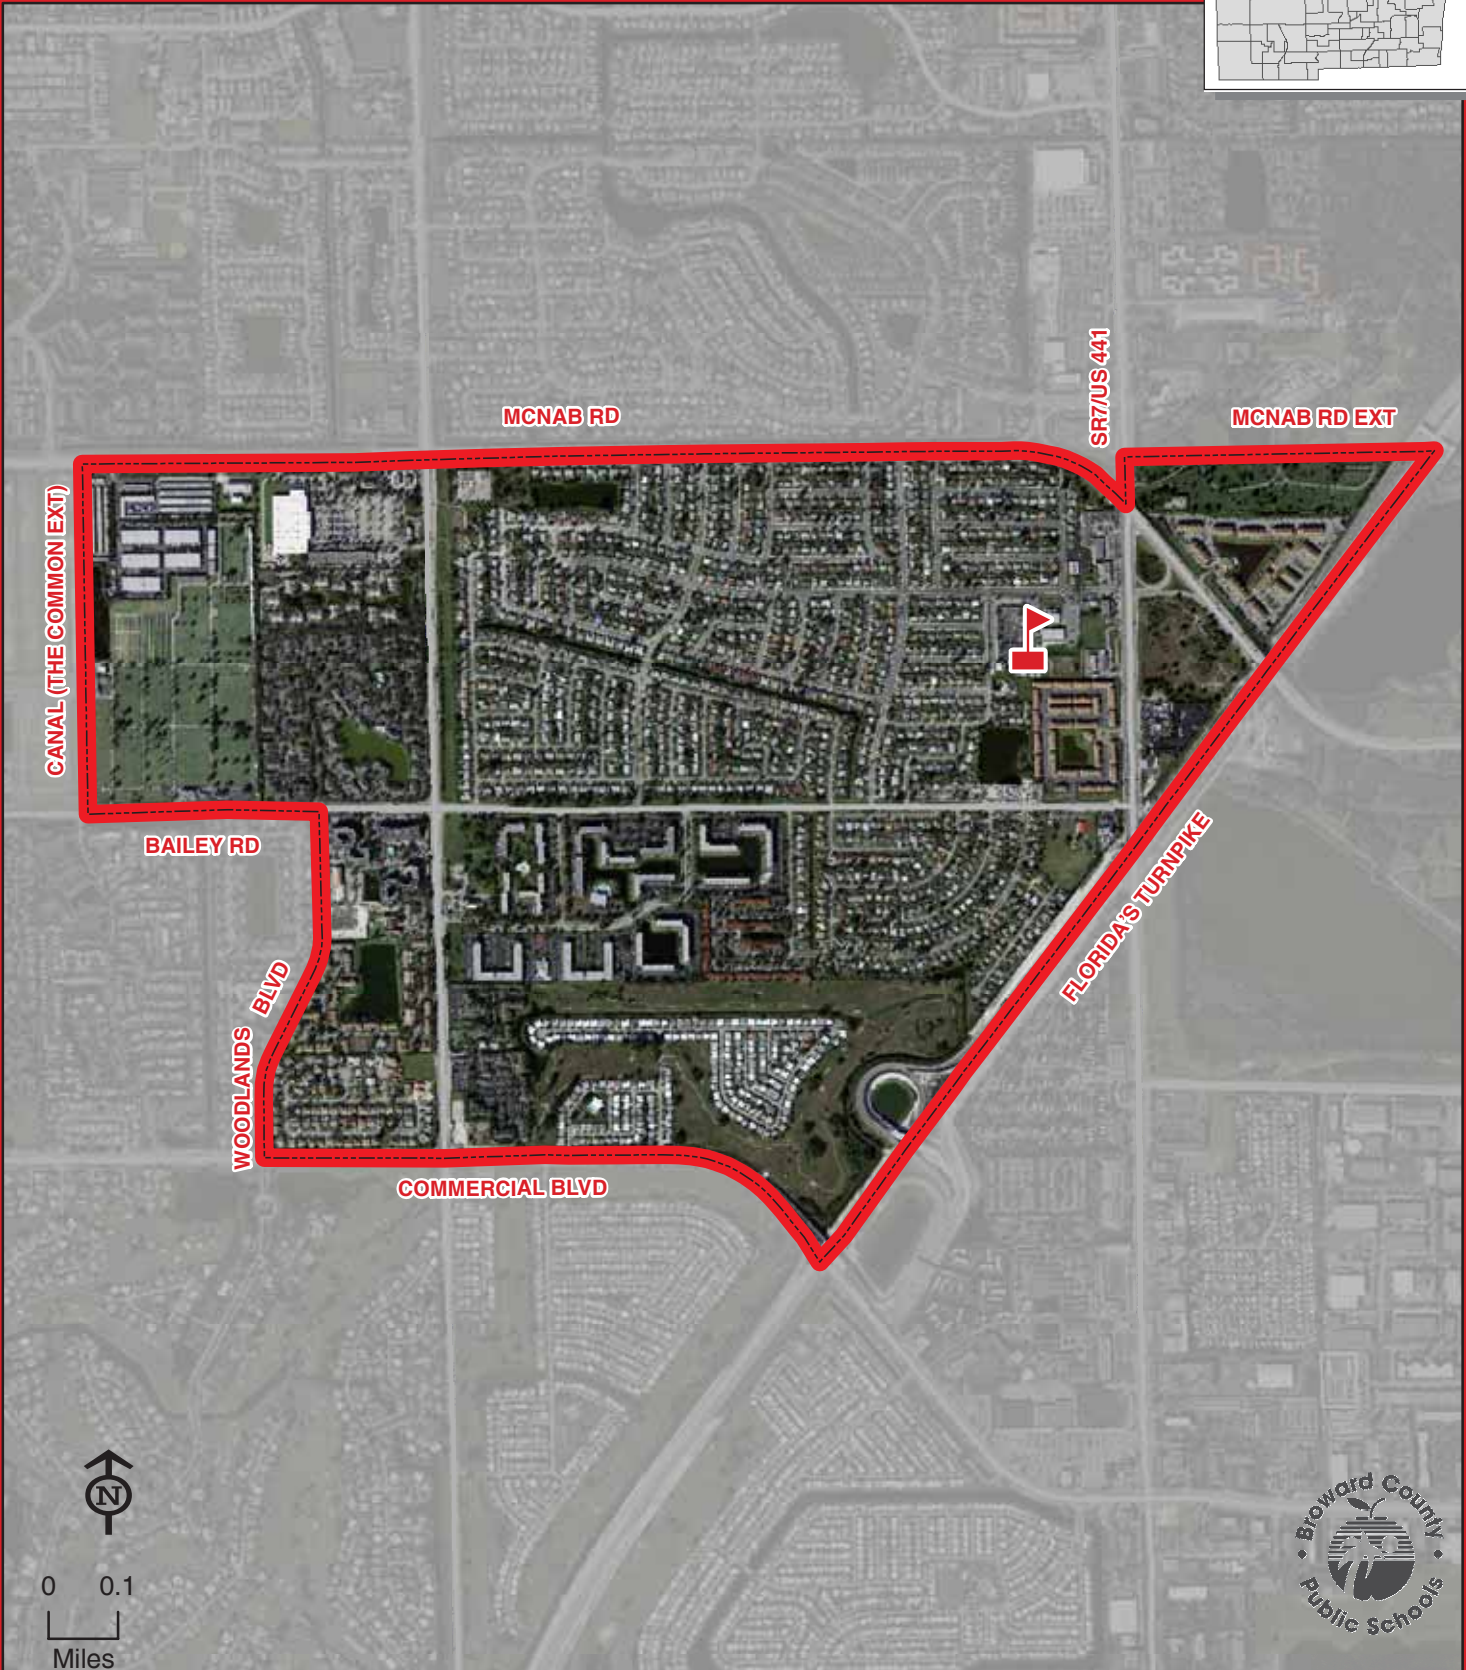 MCNAB RD
SR7/US 441
MCNAB RD EXT
CANAL (THE COMMON EXT)
BAILEY RD
WOODLANDS BLVD
FLORIDA'S TURNPIKE
COMMERCIAL BLVD
N
0 0.1
Miles
Broward County
Public Schools